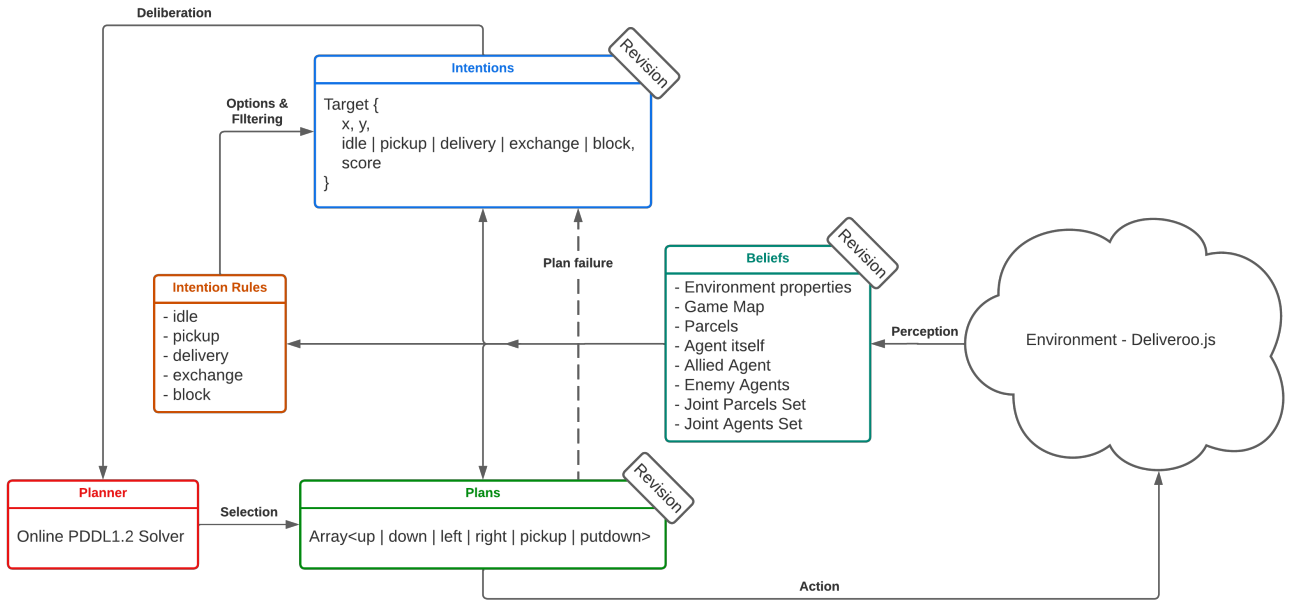 Deliberation
Revision
Intentions
Target {
x, y,
idle | pickup | delivery | exchange | block,
score
}
Options &
FIltering
Plan failure
Revision
Beliefs
- Environment properties
- Game Map
- Parcels
- Agent itself
- Allied Agent
- Enemy Agents
- Joint Parcels Set
- Joint Agents Set
Perception
Environment - Deliveroo.js
Intention Rules
- idle
- pickup
- delivery
- exchange
- block
Planner
Online PDDL1.2 Solver
Selection
Revision
Plans
Array<up | down | left | right | pickup | putdown>
Action